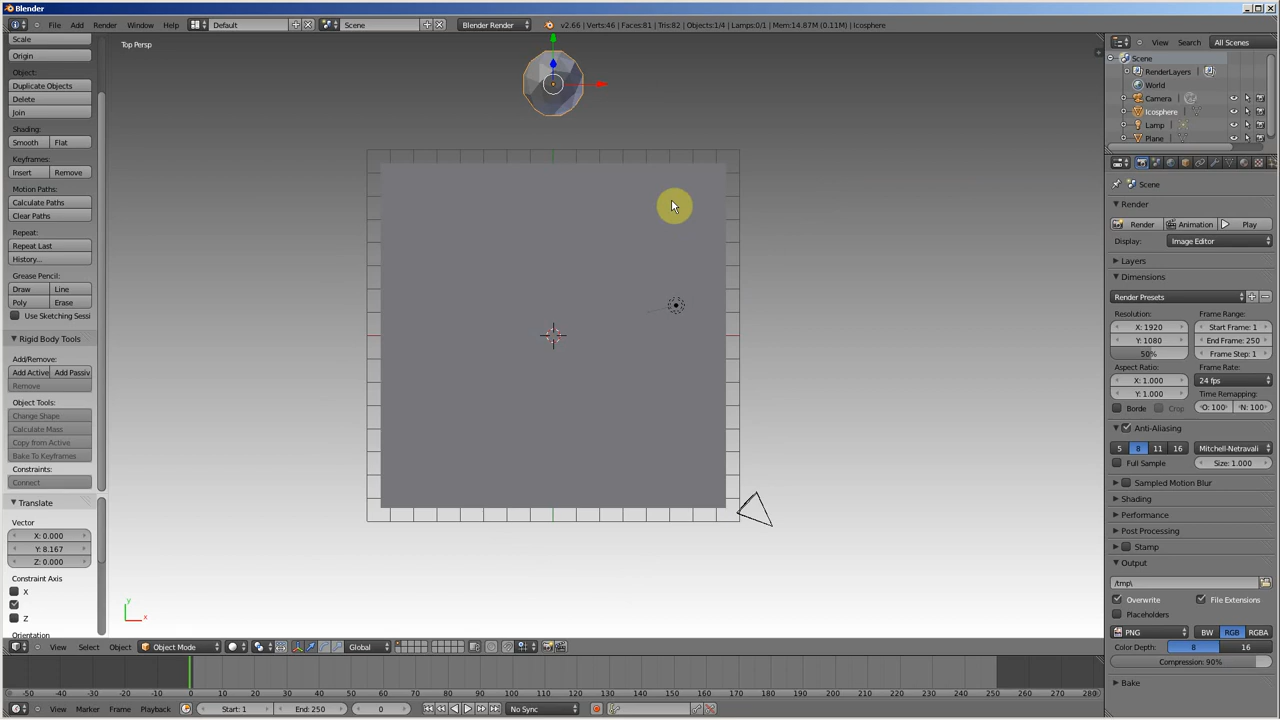 Blender
File Add Render Window Help Default Scene Blender Render v2.66 | Verts:46 | Faces:81 | Tris:82 | Objects:1/4 | Lamps:0/1 | Mem:14.87M (0.11M) | Icosphere
View Search All Scenes
Top Persp
Scale
Origin
Object:
Duplicate Objects
Delete
Join
Shading:
Smooth Flat
Keyframes:
Insert Remove
Motion Paths:
Calculate Paths
Clear Paths
Repeat:
Repeat Last
History...
Grease Pencil:
Draw Line
Poly Erase
Use Sketching Sessi
Rigid Body Tools
Add/Remove:
Add Active Add Passiv
Remove
Object Tools:
Change Shape
Calculate Mass
Copy from Active
Bake To Keyframes
Constraints:
Connect
Translate
Vector
X: 0.000
Y: 8.167
Z: 0.000
Constraint Axis
X
Z
Orientation
y
x
Scene
RenderLayers
World
Camera
Icosphere
Lamp
Plane
Scene
Render
Render Animation Play
Display: Image Editor
Layers
Dimensions
Render Presets
Resolution: Frame Range:
X: 1920 Start Frame: 1
Y: 1080 End Frame: 250
50% Frame Step: 1
Aspect Ratio: Frame Rate:
X: 1.000 24 fps
Y: 1.000 Time Remapping:
Borde Crop O: 100 N: 100
Anti-Aliasing
5 8 11 16 Mitchell-Netravali
Full Sample Size: 1.000
Sampled Motion Blur
Shading
Performance
Post Processing
Stamp
Output
/tmp\
Overwrite File Extensions
Placeholders
PNG BW RGB RGBA
Color Depth: 8 16
Compression: 90%
Bake
View Select Object Object Mode Global
-50 -40 -30 -20 -10 0 10 20 30 40 50 60 70 80 90 100 110 120 130 140 150 160 170 180 190 200 210 220 230 240 250 260 270 280
View Marker Frame Playback Start: 1 End: 250 0 No Sync